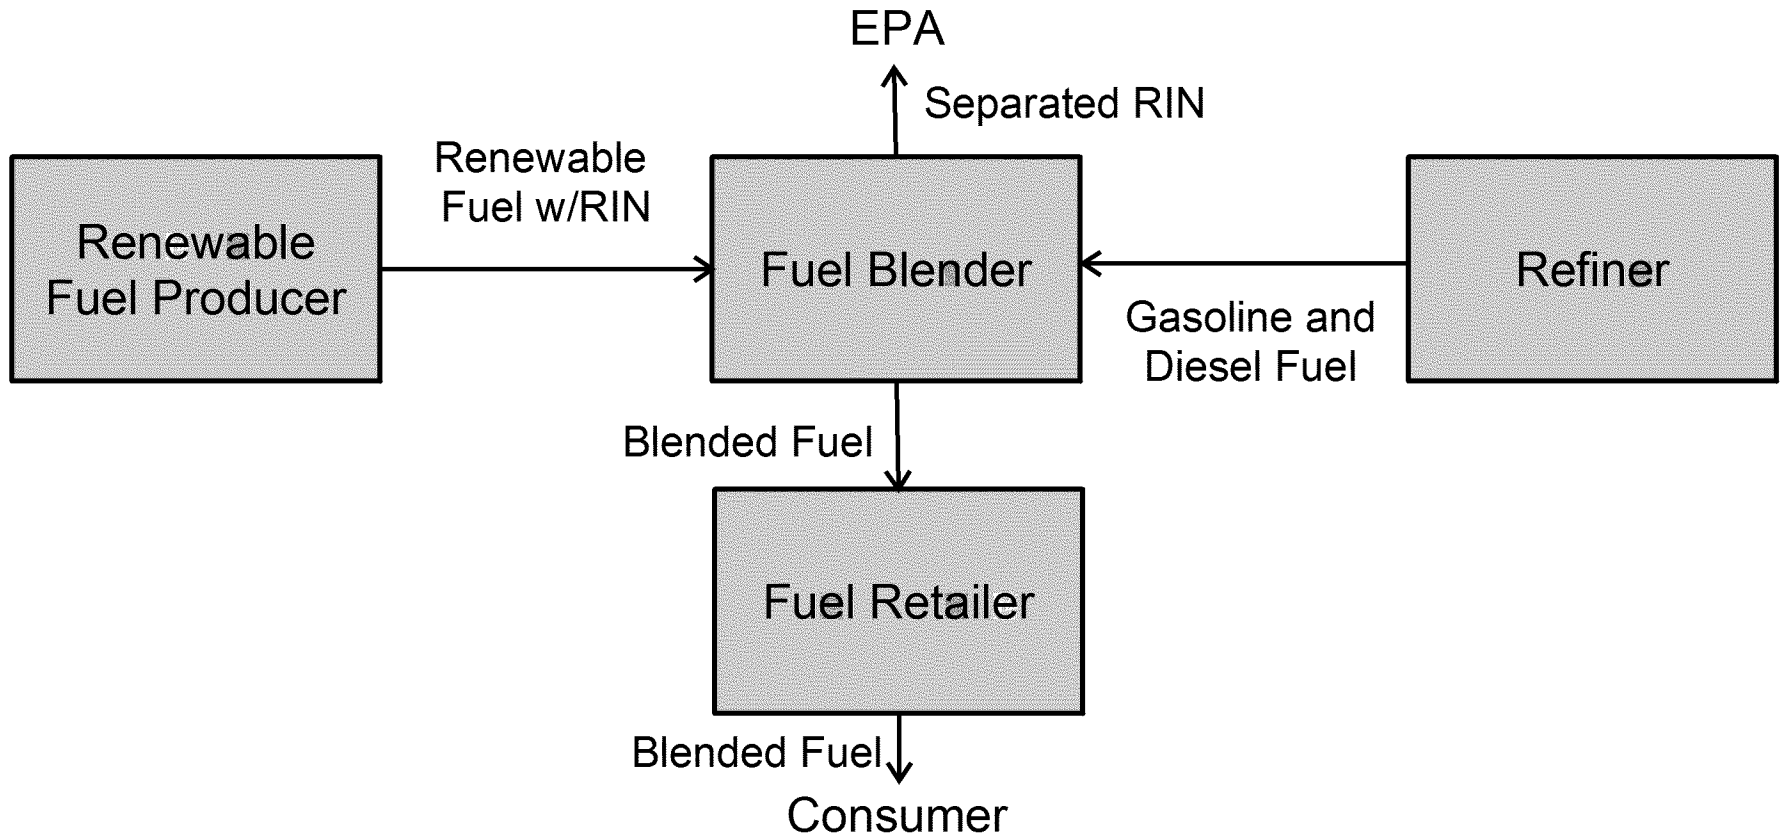 EPA
Separated RIN
Renewable
Fuel w/RIN
Renewable
Fuel Producer
Fuel Blender
Refiner
Gasoline and
Diesel Fuel
Blended Fuel
Fuel Retailer
Blended Fuel
Consumer